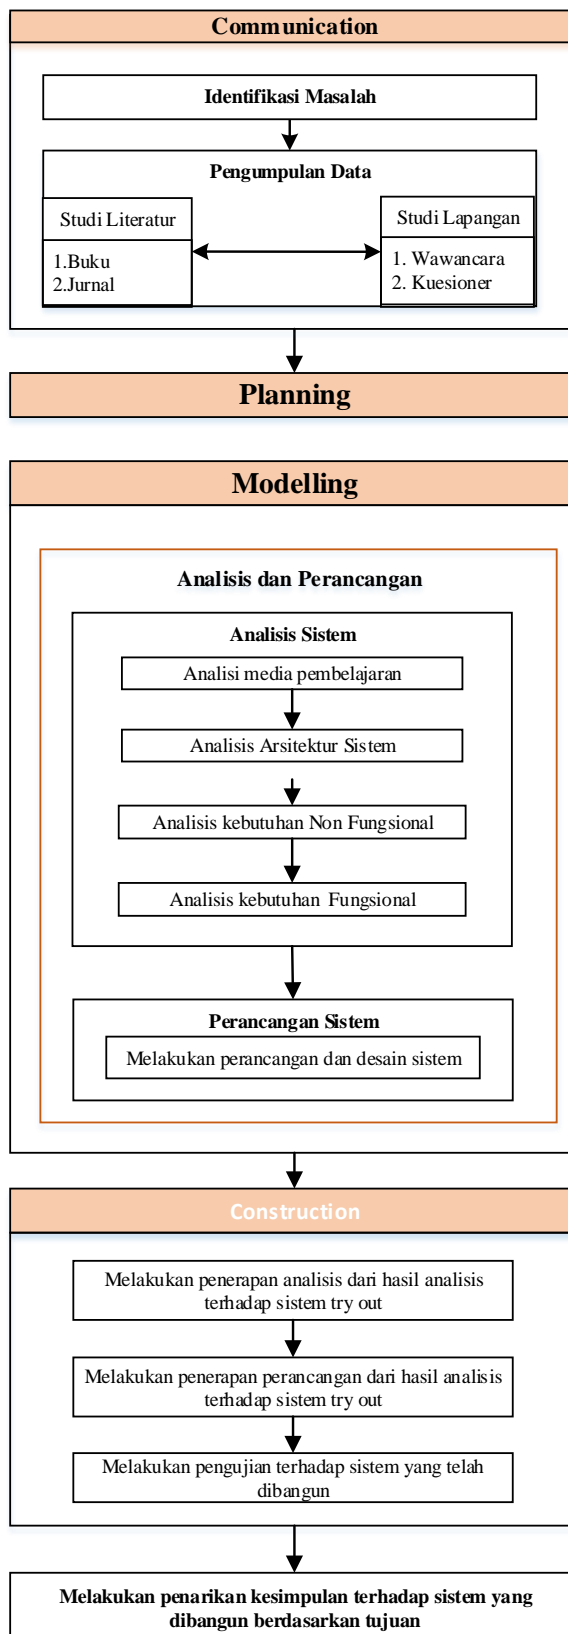 Communication
Identifikasi Masalah
Pengumpulan Data
Studi Literatur
1.Buku
2.Jurnal
Studi Lapangan
1. Wawancara
2. Kuesioner
Planning
Modelling
Analisis dan Perancangan
Analisis Sistem
Analisi media pembelajaran
Analisis Arsitektur Sistem
Analisis kebutuhan Non Fungsional
Analisis kebutuhan Fungsional
Perancangan Sistem
Melakukan perancangan dan desain sistem
Construction
Melakukan penerapan analisis dari hasil analisis
terhadap sistem try out
Melakukan penerapan perancangan dari hasil analisis
terhadap sistem try out
Melakukan pengujian terhadap sistem yang telah
dibangun
Melakukan penarikan kesimpulan terhadap sistem yang
dibangun berdasarkan tujuan